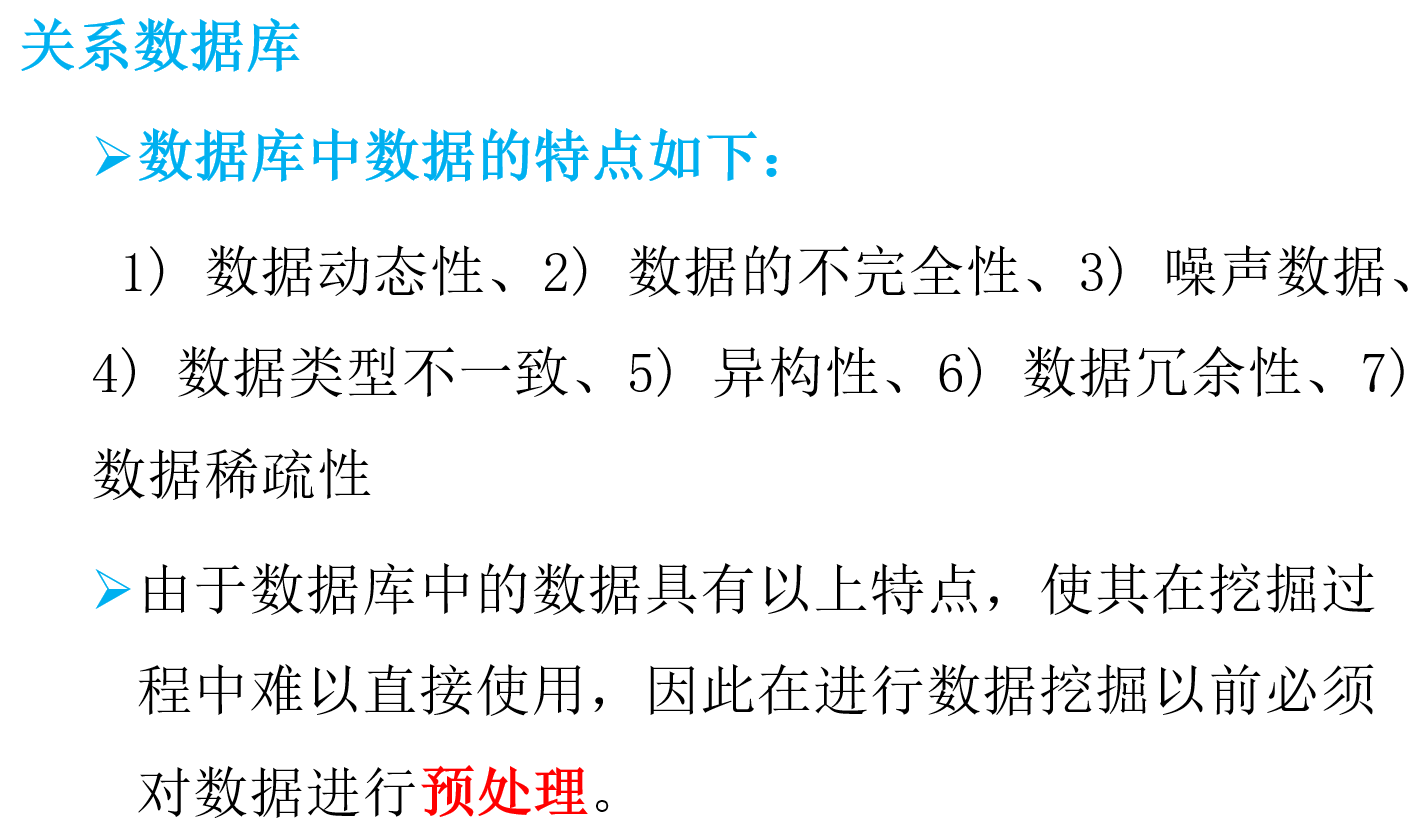 关系数据库
➢数据库中数据的特点如下：
1) 数据动态性、2) 数据的不完全性、3) 噪声数据、
4) 数据类型不一致、5) 异构性、6) 数据冗余性、7)
数据稀疏性
➢由于数据库中的数据具有以上特点，使其在挖掘过
程中难以直接使用，因此在进行数据挖掘以前必须
对数据进行预处理。